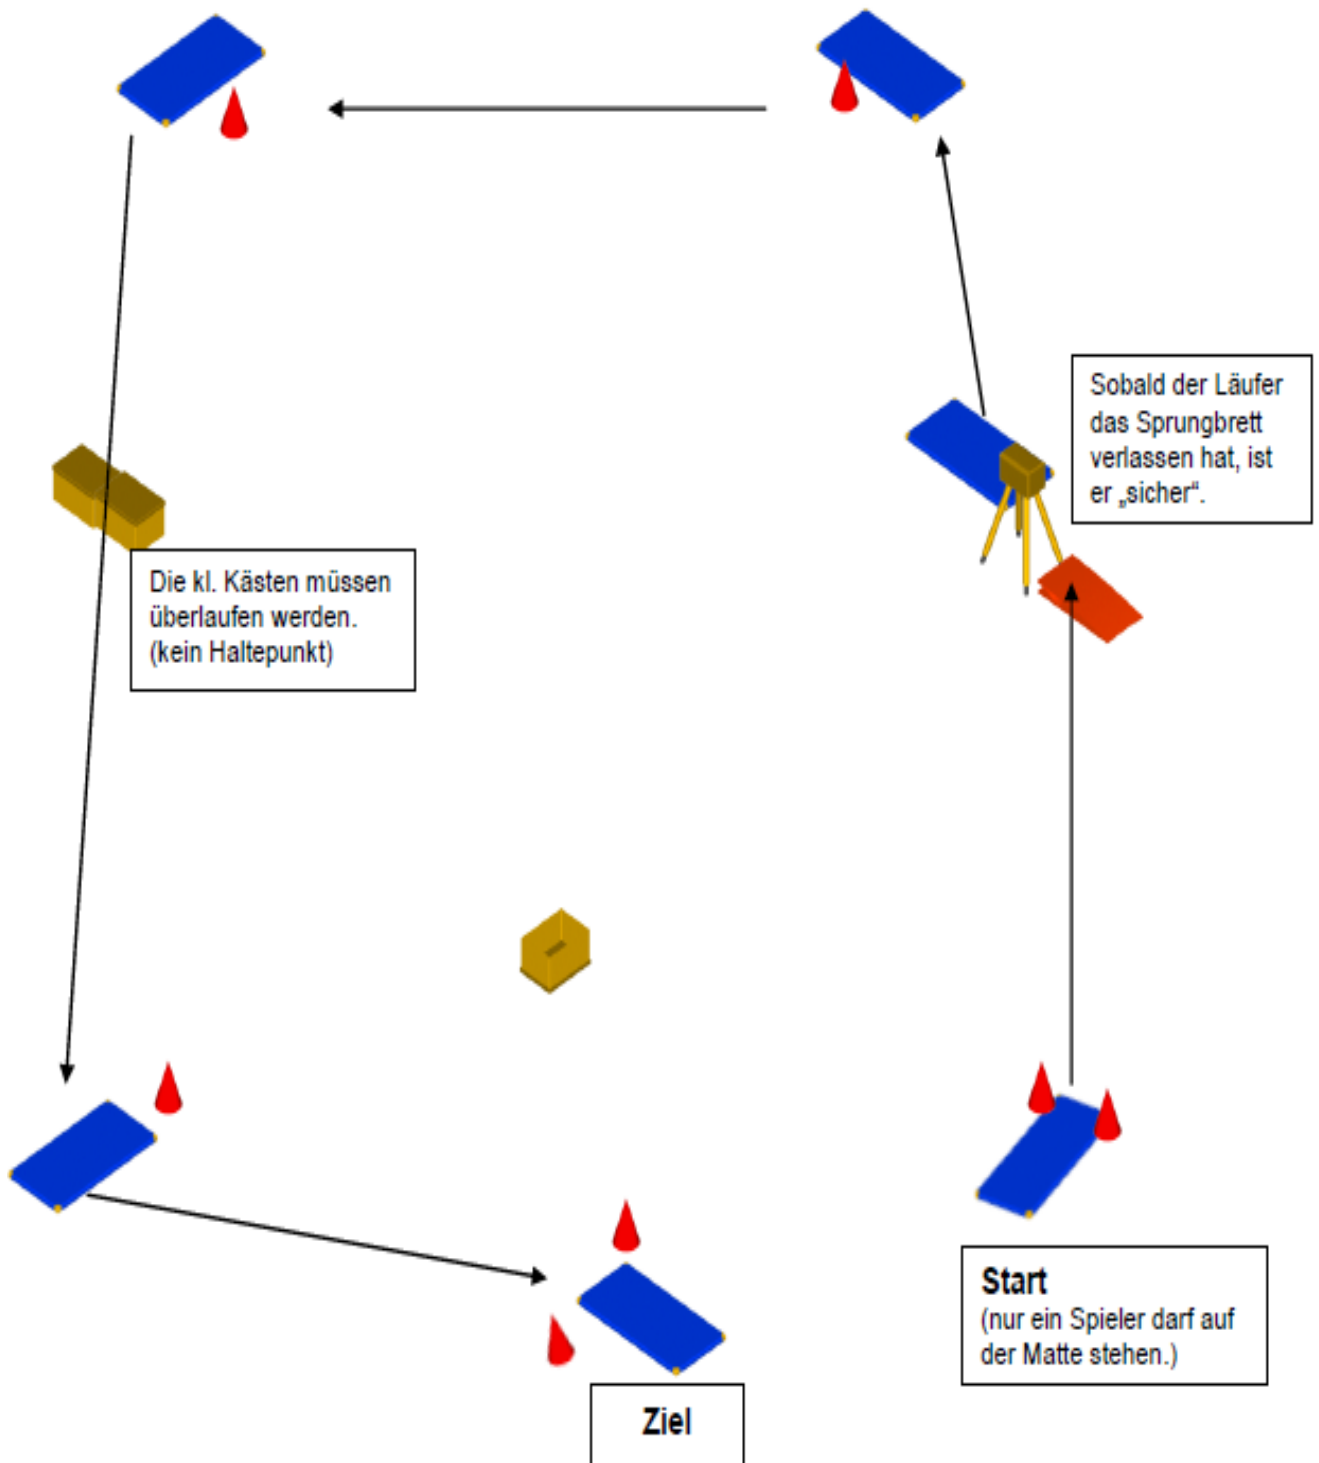 Sobald der Läufer
das Sprungbrett
verlassen hat, ist
er „sicher“.
Die kl. Kästen müssen
überlaufen werden.
(kein Haltepunkt)
Start
(nur ein Spieler darf auf
der Matte stehen.)
Ziel